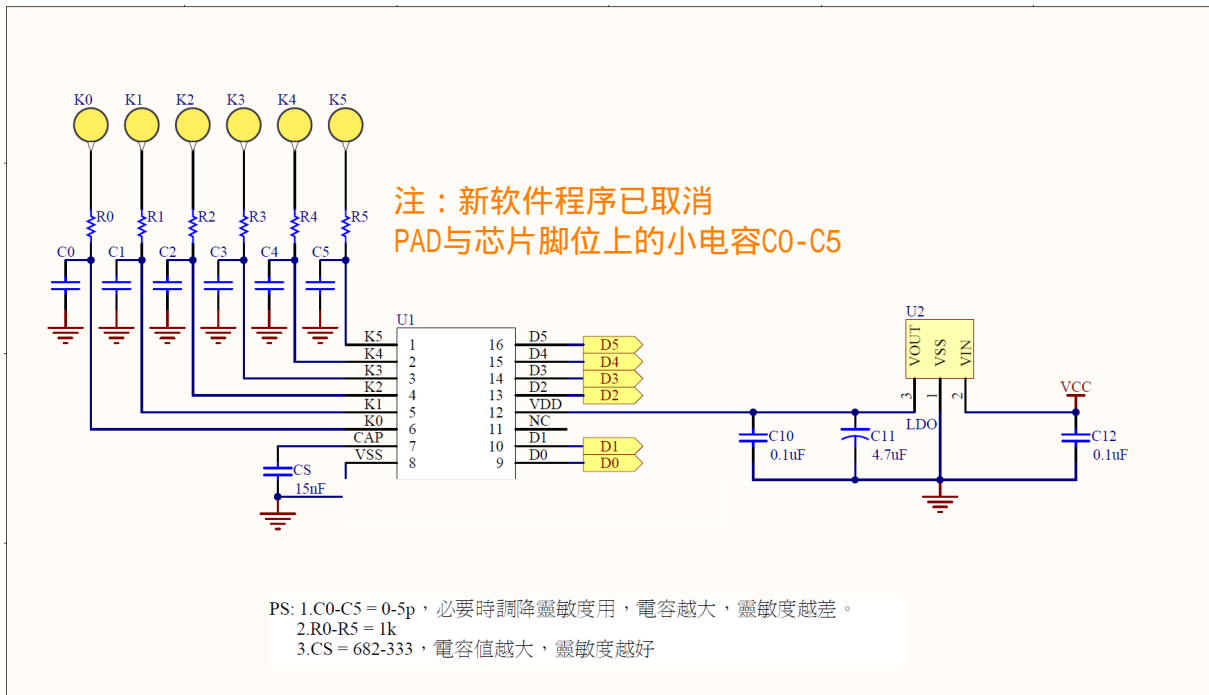 K0 K1 K2 K3 K4 K5
注：新软件程序已取消
PAD与芯片脚位上的小电容C0-C5
R0 R1 R2 R3 R4 R5
C0 C1 C2 C3 C4 C5
U1
K5 1 16 D5 D5
K4 2 15 D4 D4
K3 3 14 D3 D3
K2 4 13 D2 D2
K1 5 12 VDD
K0 6 11 NC
CAP 7 10 D1 D1
VSS 8 9 D0 D0
CS
15nF
U2
VOUT VSS VIN
3 1 2
LDO
VCC
C10
0.1uF
C11
4.7uF
C12
0.1uF
PS: 1.C0-C5 = 0-5p，必要時調降靈敏度用，電容越大，靈敏度越差。
2.R0-R5 = 1k
3.CS = 682-333，電容值越大，靈敏度越好